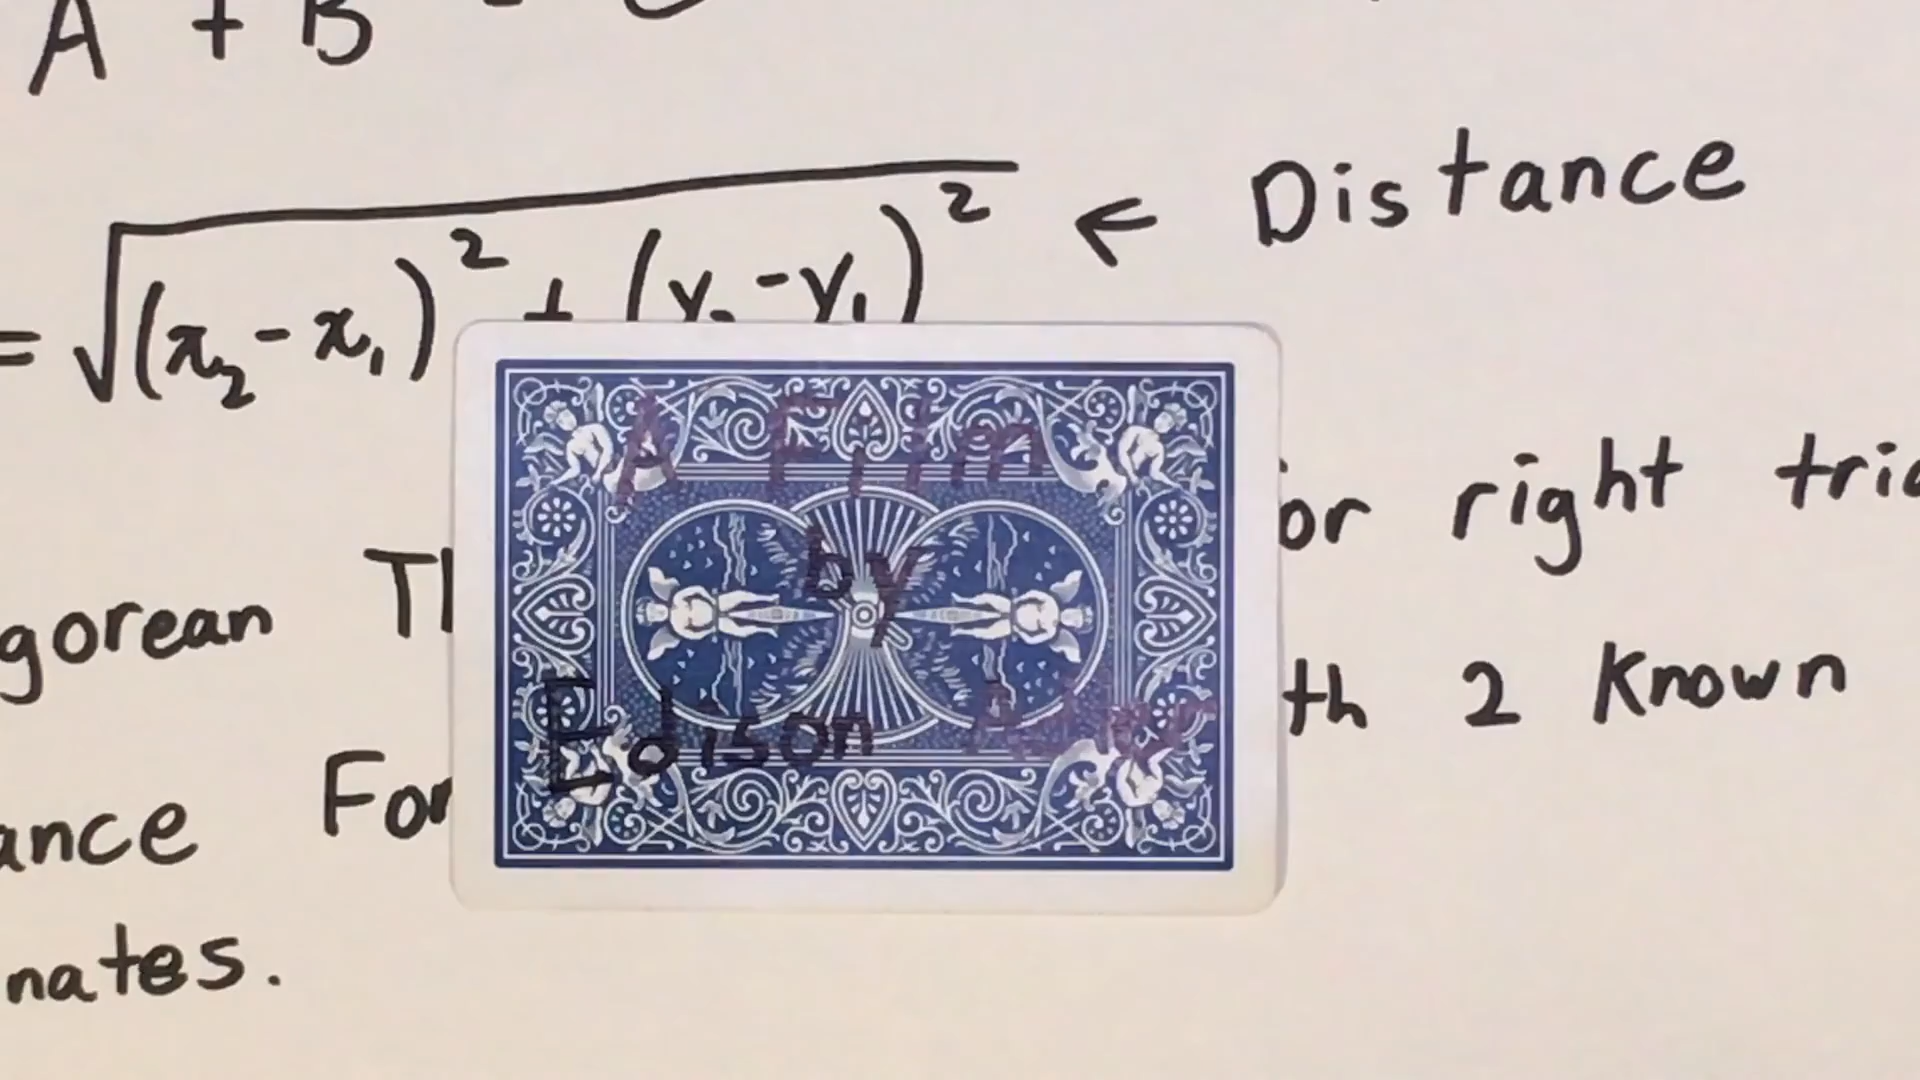 A + B
= √(x₂ - x₁)² + (y₂ - y₁)² ← Distance
A Film
by
Edison
gorean Th
or right tria
th 2 Known
ance For
nates.